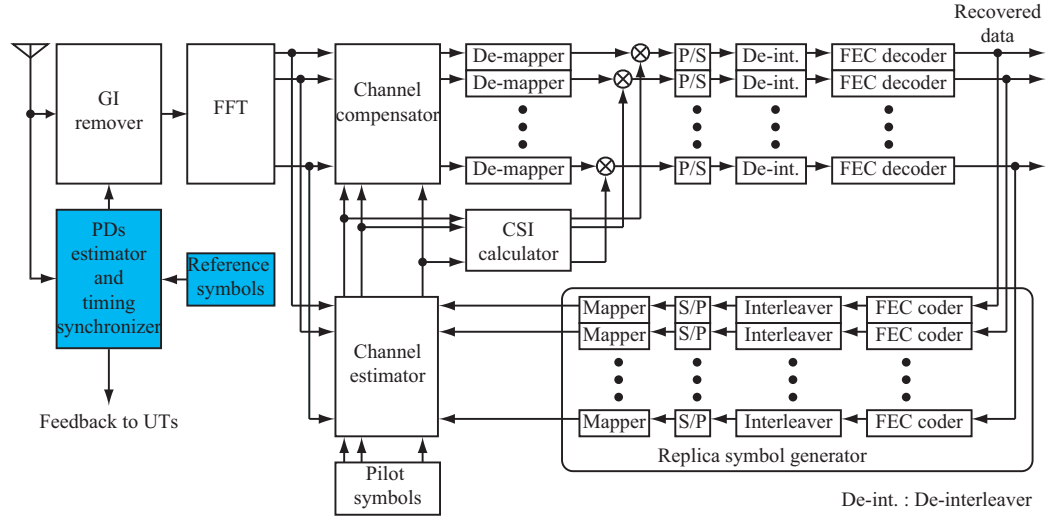 Recovered
data
GI
remover
FFT
Channel
compensator
De-mapper
P/S
De-int.
FEC decoder
De-mapper
P/S
De-int.
FEC decoder
De-mapper
P/S
De-int.
FEC decoder
PDs
estimator
and
timing
synchronizer
Reference
symbols
CSI
calculator
Feedback to UTs
Channel
estimator
Mapper
S/P
Interleaver
FEC coder
Mapper
S/P
Interleaver
FEC coder
Mapper
S/P
Interleaver
FEC coder
Replica symbol generator
Pilot
symbols
De-int. : De-interleaver